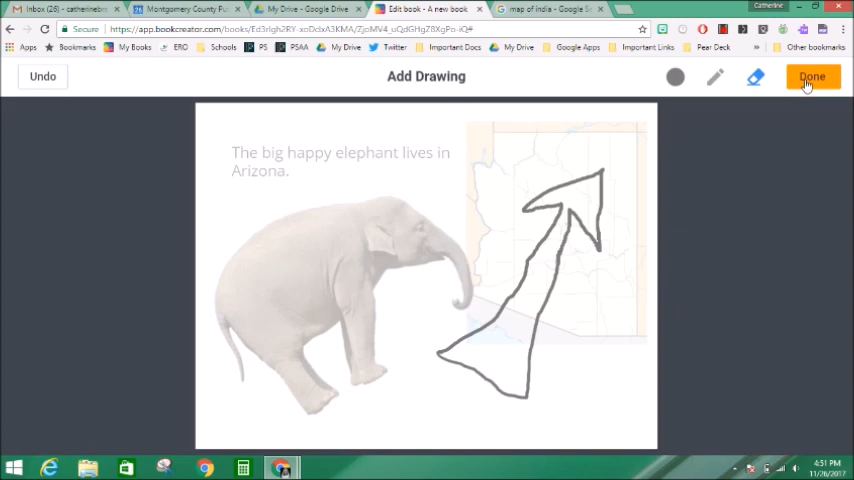 Inbox (26) - catherinebre
Montgomery County Pu
My Drive - Google Drive
Edit book - A new book
map of india - Google S
Catherine
Secure
https://app.bookcreator.com/books/
Apps
Bookmarks
My Books
ERO
Schools
PS
PSAA
My Drive
Twitter
Important Docs
My Drive
Google Apps
Important Links
Pear Deck
»
Other bookmarks
Undo
Add Drawing
Done
The big happy elephant lives in
Arizona.
4:51 PM
11/26/2017